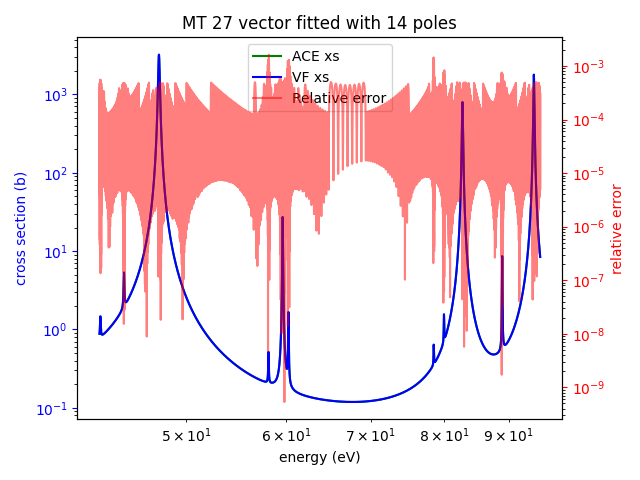 MT 27 vector fitted with 14 poles
ACE xs
VF xs
Relative error
cross section (b)
10³
10²
10¹
10⁰
10⁻¹
relative error
10⁻³
10⁻⁴
10⁻⁵
10⁻⁶
10⁻⁷
10⁻⁸
10⁻⁹
5 × 10¹ 6 × 10¹ 7 × 10¹ 8 × 10¹ 9 × 10¹
energy (eV)